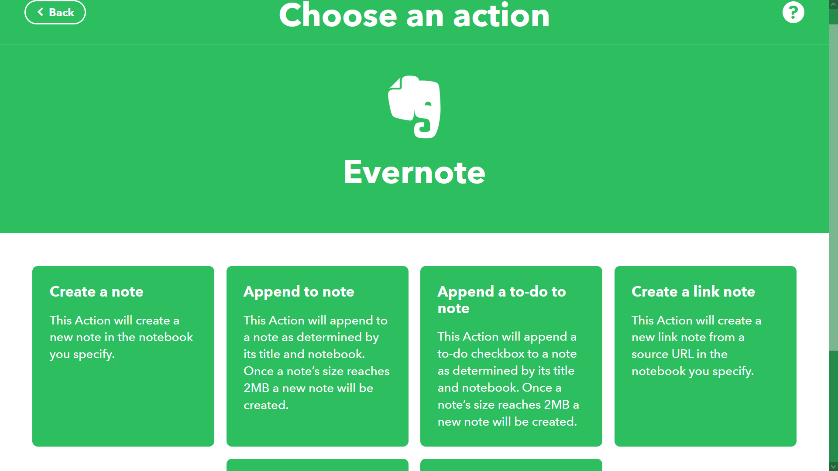 Back
Choose an action
?
Evernote
Create a note
This Action will create a
new note in the notebook
you specify.
Append to note
This Action will append to
a note as determined by
its title and notebook.
Once a note's size reaches
2MB a new note will be
created.
Append a to-do to
note
This Action will append a
to-do checkbox to a note
as determined by its title
and notebook. Once a
note's size reaches 2MB a
new note will be created.
Create a link note
This Action will create a
new link note from a
source URL in the
notebook you specify.